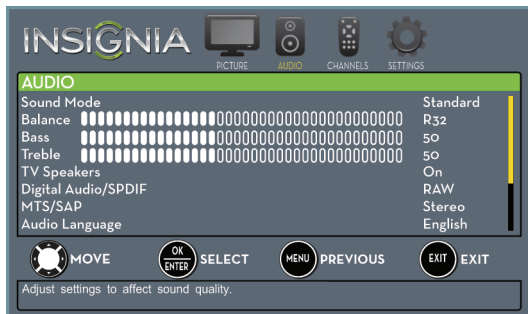 INSIGNIA
PICTURE AUDIO CHANNELS SETTINGS
AUDIO
Sound Mode Standard
Balance R32
Bass 50
Treble 50
TV Speakers On
Digital Audio/SPDIF RAW
MTS/SAP Stereo
Audio Language English
MOVE OK ENTER SELECT MENU PREVIOUS EXIT EXIT
Adjust settings to affect sound quality.